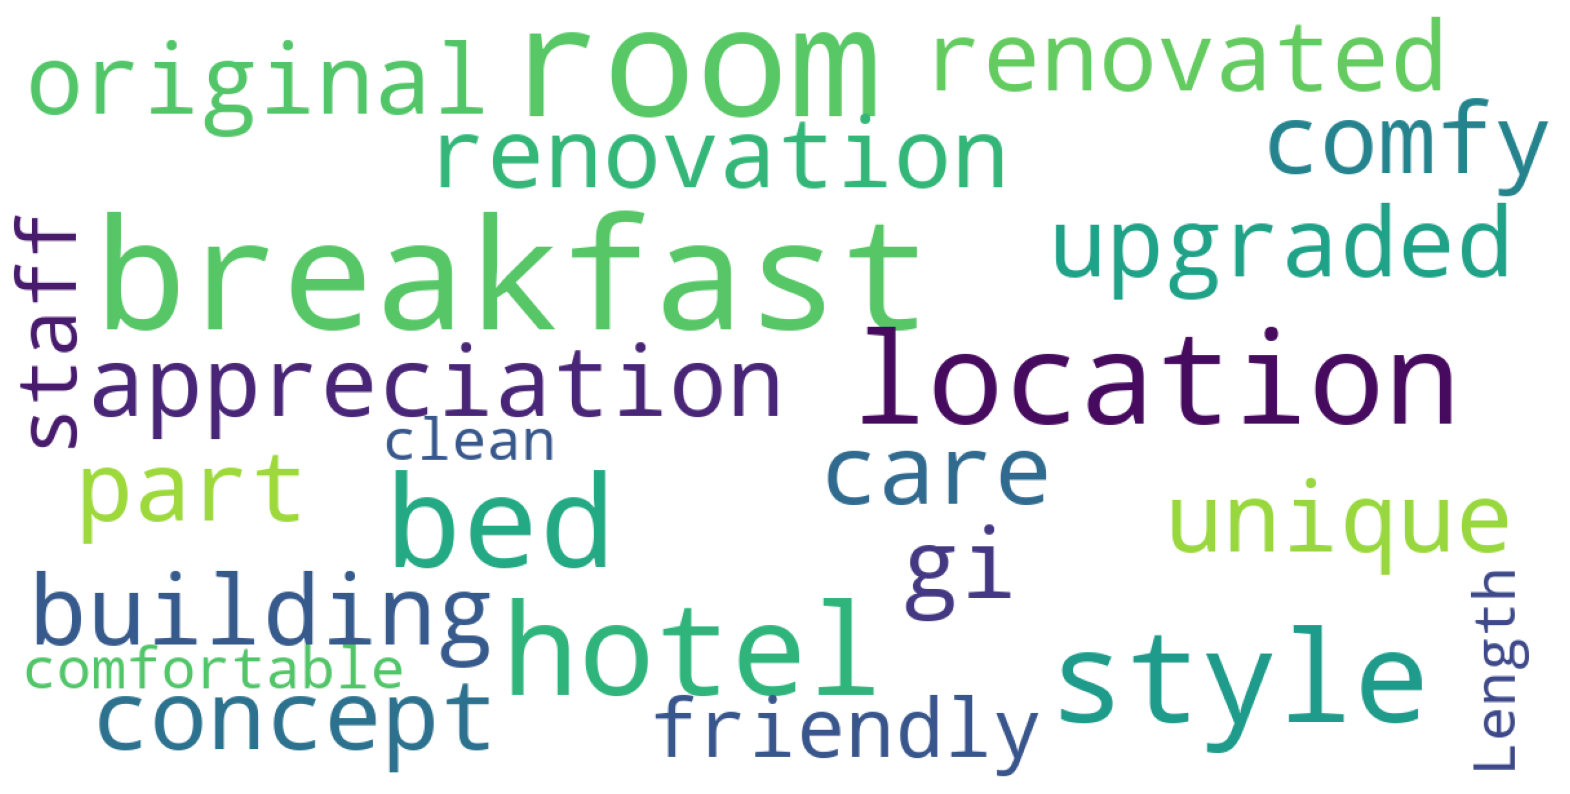 original room renovated
renovation comfy
staff breakfast upgraded
appreciation location
clean
part bed care unique
gi
building hotel Length
comfortable style
concept friendly